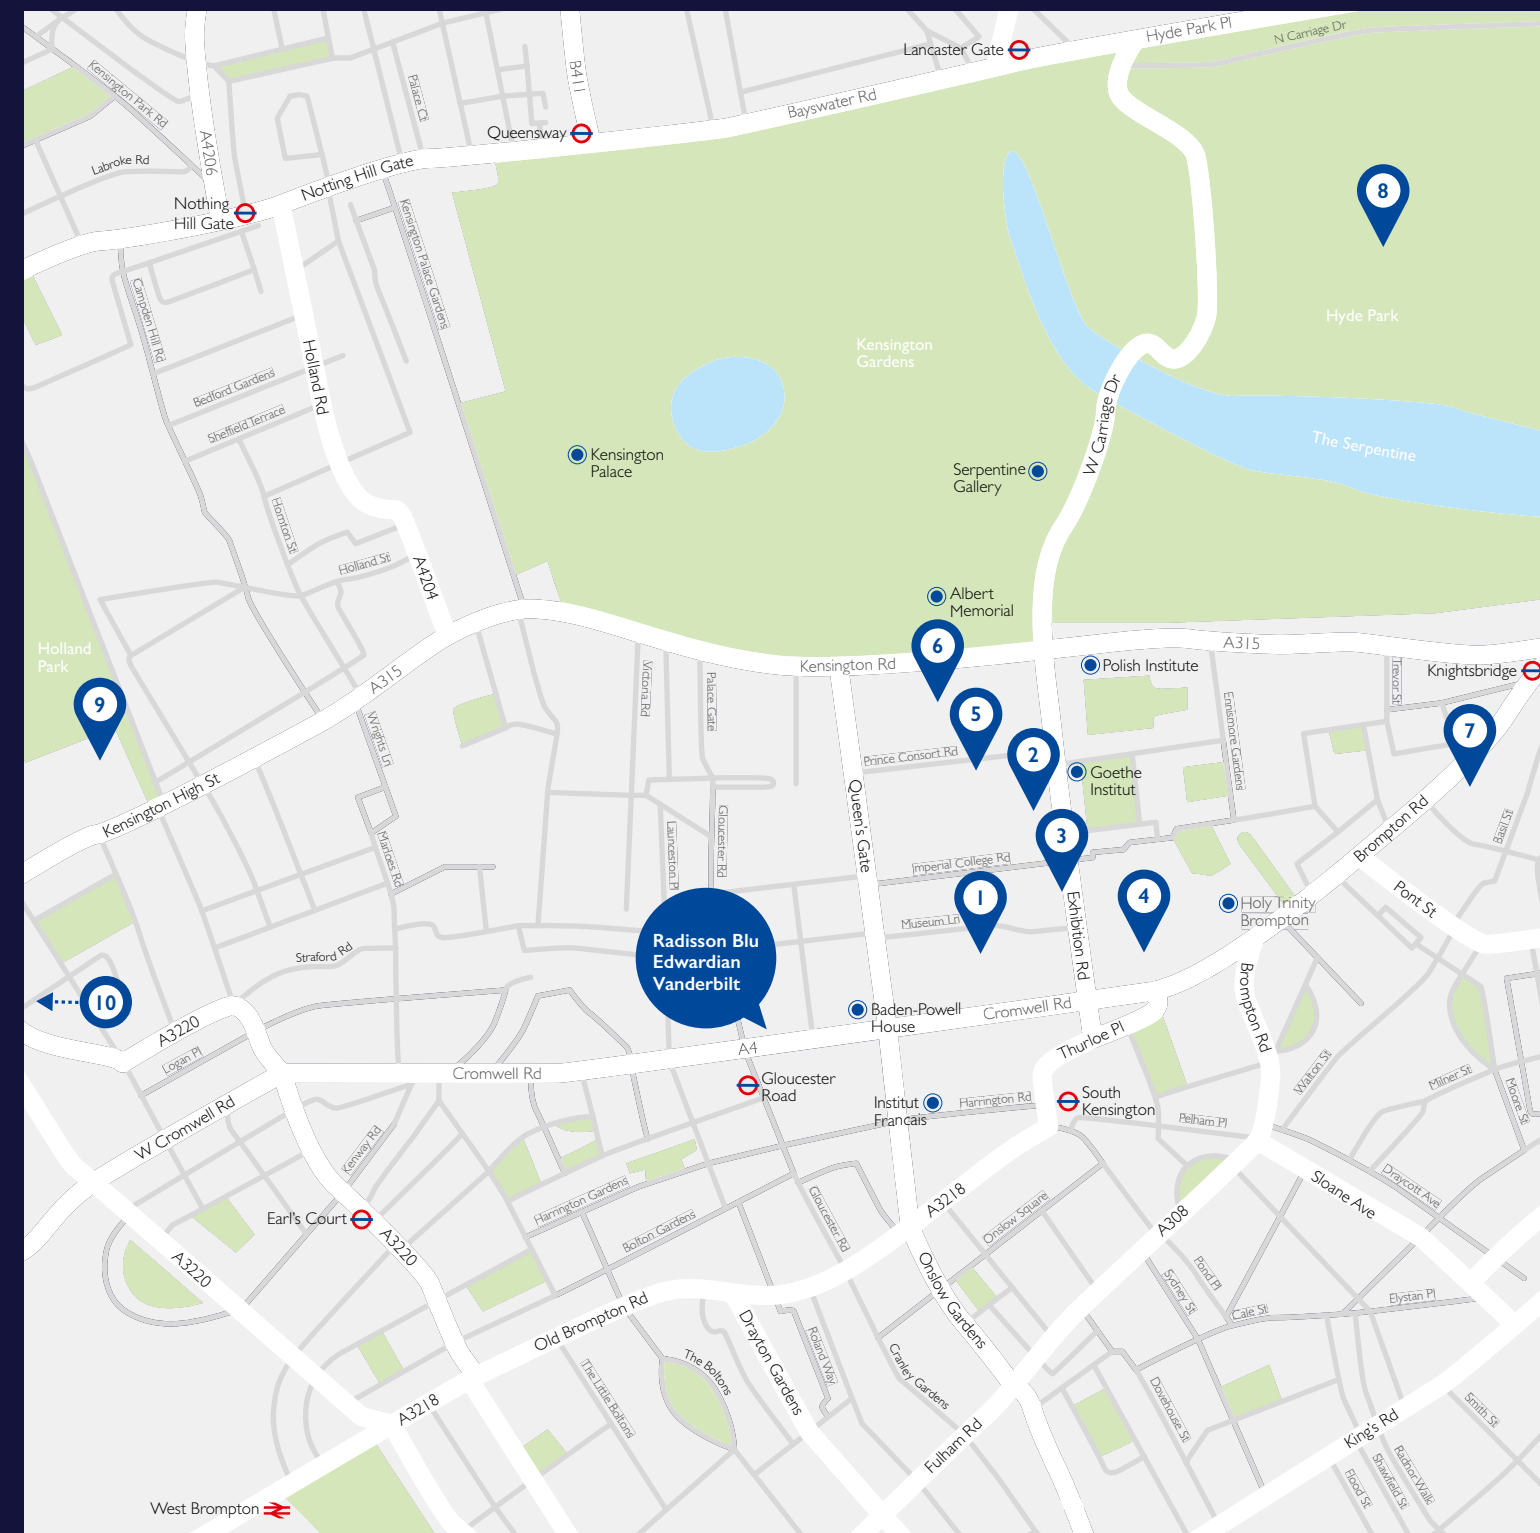 Hyde Park Pl
N Carriage Dr
Lancaster Gate
Kensington Park Rd
Palace Ct
B411
Bayswater Rd
A4206
Queensway
Labroke Rd
Notting Hill Gate
Nothing
Hill Gate
8
Kensington Palace Gardens
Campden Hill Rd
Hyde Park
Kensington
Gardens
Holland Rd
Bedford Gardens
Sheffield Terrace
W Carriage Dr
The Serpentine
Kensington
Palace
Serpentine
Gallery
Hornton St
Holland St
A4204
Albert
Memorial
Holland
Park
6
A315
Kensington Rd
Polish Institute
Knightsbridge
A315
Victoria Rd
Palace Gate
Trevor St
9
5
Ennismore Gardens
7
Wrights Ln
Prince Consort Rd
2
Goethe
Institut
Kensington High St
Queen's Gate
Launceston Pl
Gloucester Rd
3
Brompton Rd
Basil St
Marloes Rd
Imperial College Rd
1
4
Pont St
Museum Ln
Exhibition Rd
Holy Trinity
Brompton
Radisson Blu
Edwardian
Vanderbilt
Straford Rd
10
Baden-Powell
House
Cromwell Rd
Brompton Rd
A3220
Logan Pl
A4
Thurloe Pl
Cromwell Rd
Gloucester
Road
Walton St
Milner St
Moore St
Institut
Francais
Harrington Rd
South
Kensington
Pelham Pl
W Cromwell Rd
Kenway Rd
Harrington Gardens
Gloucester Rd
A3218
Onslow Square
A308
Sloane Ave
Draycott Ave
Earl's Court
A3220
A3220
Bolton Gardens
Onslow Gardens
Pond Pl
Sydney St
Cale St
Elystan Pl
Old Brompton Rd
Drayton Gardens
Roland Way
Cranley Gardens
The Boltons
The Little Boltons
Dovehouse St
A3218
Fulham Rd
King's Rd
Smith St
Radnor Walk
Shawfield St
Flood St
West Brompton